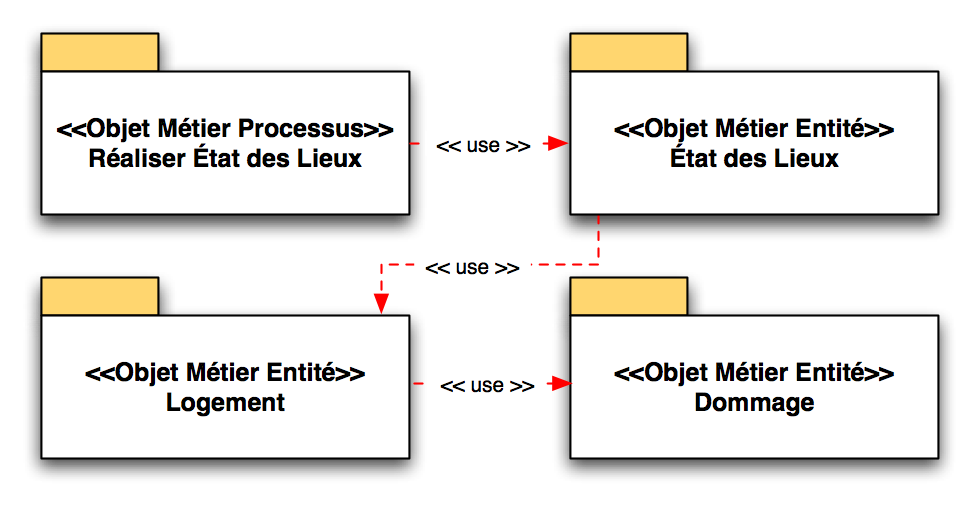 <<Objet Métier Processus>>
Réaliser État des Lieux
<< use >>
<<Objet Métier Entité>>
État des Lieux
<< use >>
<<Objet Métier Entité>>
Logement
<< use >>
<<Objet Métier Entité>>
Dommage